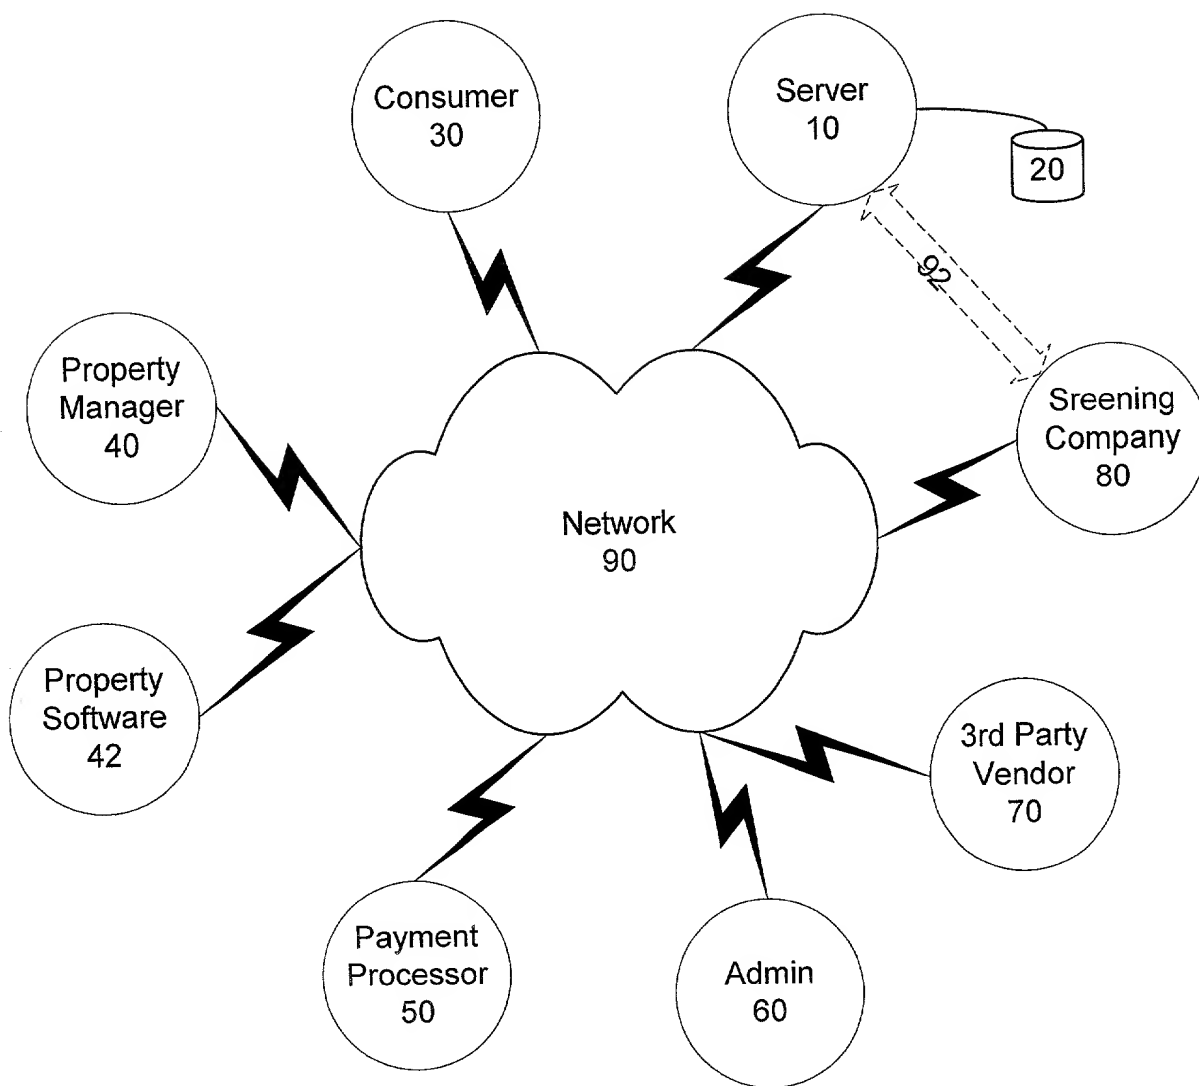 Consumer
30
Server
10
20
92
Property
Manager
40
Sreening
Company
80
Network
90
Property
Software
42
3rd Party
Vendor
70
Payment
Processor
50
Admin
60